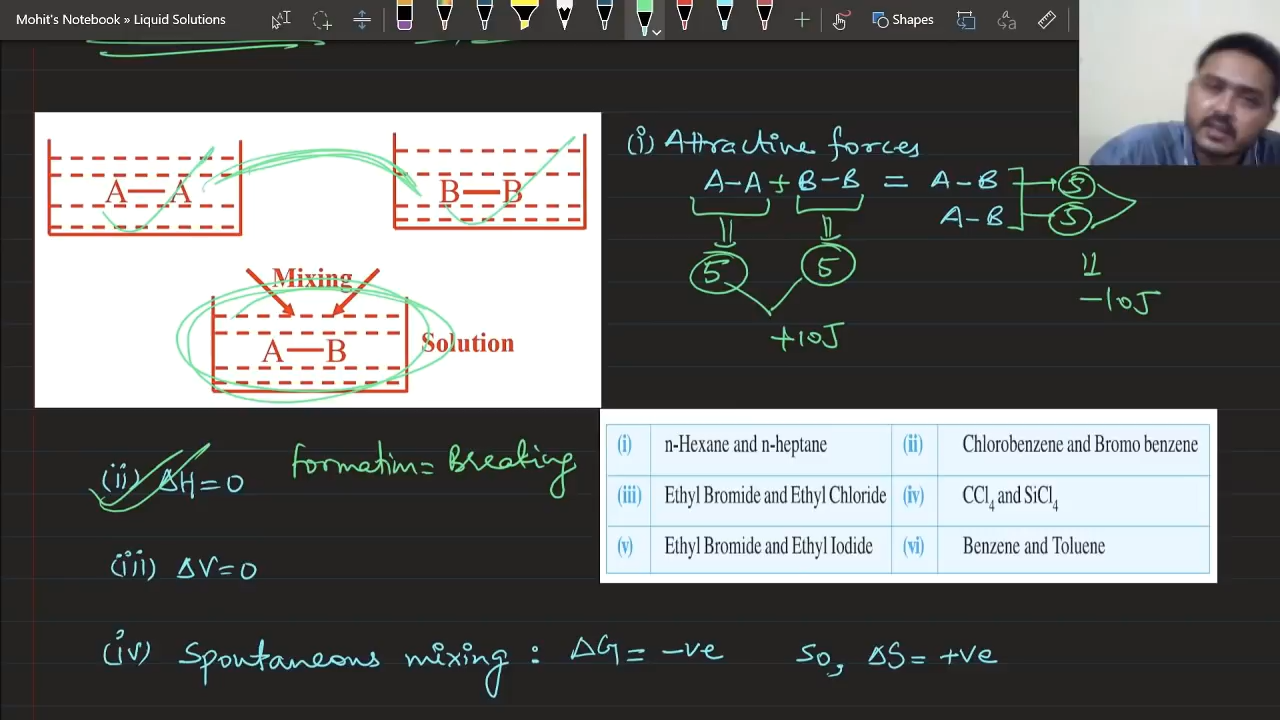 Mohit's Notebook » Liquid Solutions
Shapes
A — A
B — B
Mixing
A — B
Solution
(i) Attractive forces
A-A + B-B = A-B → 5
A-B 5
5 5
+10J
-10J
(ii) ΔH=0 formation = Breaking
(iii) ΔV=0
(iv) Spontaneous mixing : ΔG = -ve So, ΔS = +ve
(i) n-Hexane and n-heptane (ii) Chlorobenzene and Bromo benzene
(iii) Ethyl Bromide and Ethyl Chloride (iv) CCl4 and SiCl4
(v) Ethyl Bromide and Ethyl Iodide (vi) Benzene and Toluene